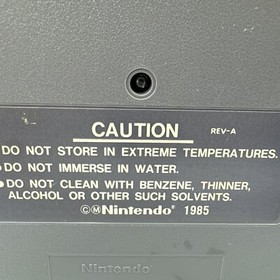 CAUTION REV-A
DO NOT STORE IN EXTREME TEMPERATURES.
●DO NOT IMMERSE IN WATER.
●DO NOT CLEAN WITH BENZENE, THINNER,
ALCOHOL OR OTHER SUCH SOLVENTS.
©ⓂNintendo® 1985
Nintendo